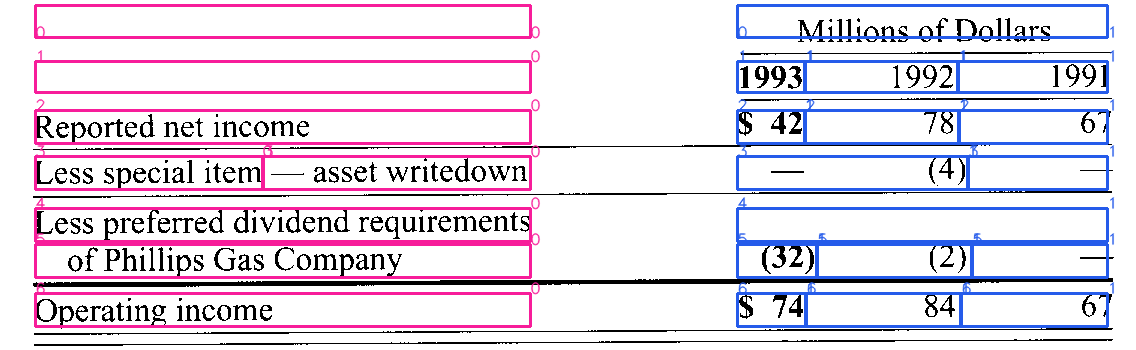 Millions of Dollars
1993 1992 1991
Reported net income $ 42 78 67
Less special item — asset writedown — (4) —
Less preferred dividend requirements
of Phillips Gas Company (32) (2) —
Operating income $ 74 84 67